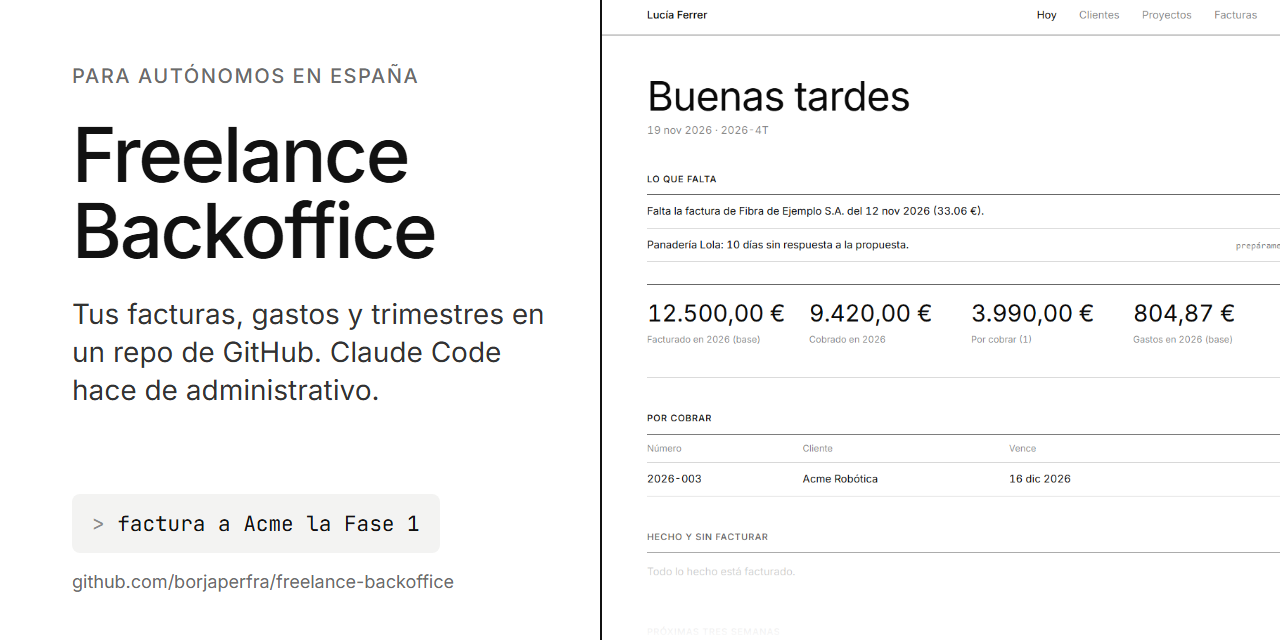 PARA AUTÓNOMOS EN ESPAÑA
Freelance
Backoffice
Tus facturas, gastos y trimestres en
un repo de GitHub. Claude Code
hace de administrativo.
> factura a Acme la Fase 1
github.com/borjaperfra/freelance-backoffice
Lucía Ferrer Hoy Clientes Proyectos Facturas
Buenas tardes
19 nov 2026 · 2026-4T
LO QUE FALTA
Falta la factura de Fibra de Ejemplo S.A. del 12 nov 2026 (33.06 €).
Panadería Lola: 10 días sin respuesta a la propuesta. prepárame
12.500,00 € 9.420,00 € 3.990,00 € 804,87 €
Facturado en 2026 (base) Cobrado en 2026 Por cobrar (1) Gastos en 2026 (base)
POR COBRAR
Número Cliente Vence
2026-003 Acme Robótica 16 dic 2026
HECHO Y SIN FACTURAR
Todo lo hecho está facturado.
PRÓXIMAS TRES SEMANAS